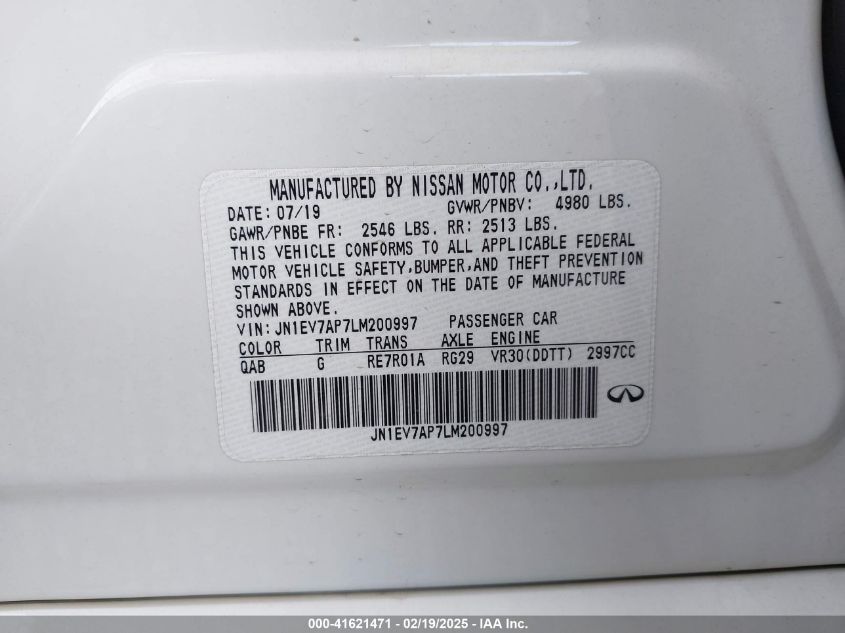 MANUFACTURED BY NISSAN MOTOR CO.,LTD.
DATE: 07/19 GVWR/PNBV: 4980 LBS.
GAWR/PNBE FR: 2546 LBS. RR: 2513 LBS.
THIS VEHICLE CONFORMS TO ALL APPLICABLE FEDERAL
MOTOR VEHICLE SAFETY,BUMPER,AND THEFT PREVENTION
STANDARDS IN EFFECT ON THE DATE OF MANUFACTURE
SHOWN ABOVE.
VIN: JN1EV7AP7LM200997 PASSENGER CAR
COLOR TRIM TRANS AXLE ENGINE
QAB G RE7R01A RG29 VR30(DDTT) 2997CC
JN1EV7AP7LM200997
000-41621471 - 02/19/2025 - IAA Inc.